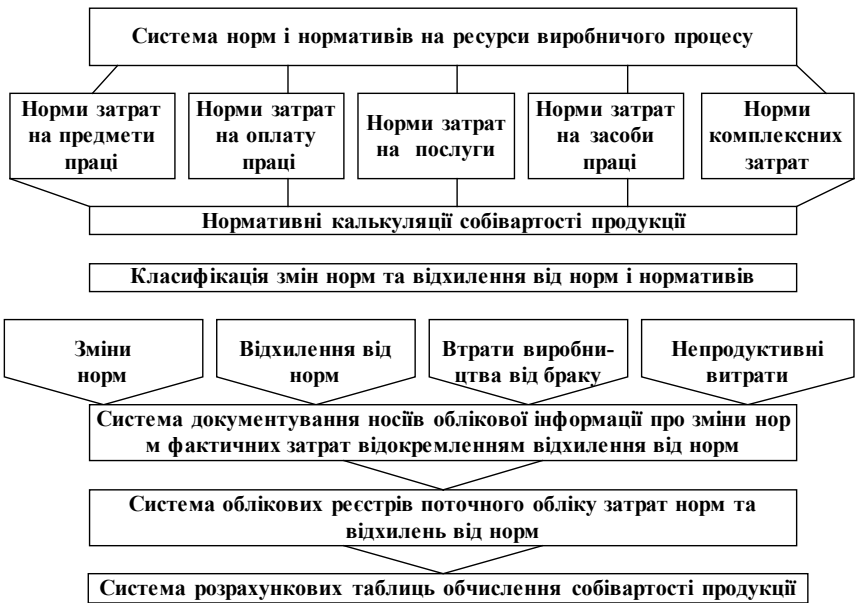 Система норм і нормативів на ресурси виробничого процесу
Норми затрат
на предмети
праці
Норми затрат
на оплату
праці
Норми затрат
на послуги
Норми затрат
на засоби
праці
Норми
комплексних
затрат
Нормативні калькуляції собівартості продукції
Класифікація змін норм та відхилення від норм і нормативів
Зміни
норм
Відхилення від
норм
Втрати виробни-
цтва від браку
Непродуктивні
витрати
Система документування носіїв облікової інформації про зміни нор
м фактичних затрат відокремленням відхилення від норм
Система облікових реєстрів поточного обліку затрат норм та
відхилень від норм
Система розрахункових таблиць обчислення собівартості продукції